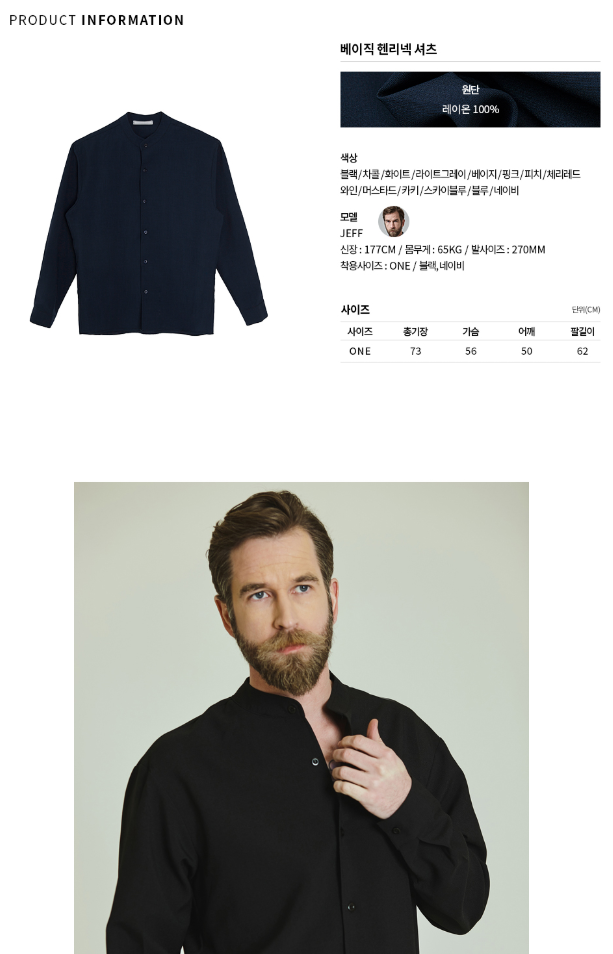 PRODUCT INFORMATION
베이직 헨리넥 셔츠
원단
레이온 100%
색상
블랙/차콜/화이트/라이트그레이/베이지/핑크/피치/체리레드
와인/머스타드/카키/스카이블루/블루/네이비
모델
JEFF
신장 : 177CM / 몸무게 : 65KG / 발사이즈 : 270MM
착용사이즈 : ONE / 블랙,네이비
사이즈 단위(CM)
사이즈 총기장 가슴 어깨 팔길이
ONE 73 56 50 62